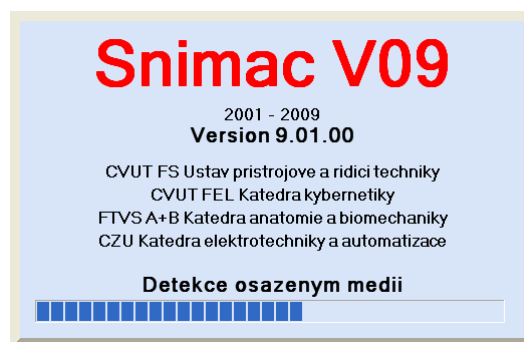 Snimac V09
2001 - 2009
Version 9.01.00
CVUT FS Ustav pristrojove a ridici techniky
CVUT FEL Katedra kybernetiky
FTVS A+B Katedra anatomie a biomechaniky
CZU Katedra elektrotechniky a automatizace
Detekce osazenym medii